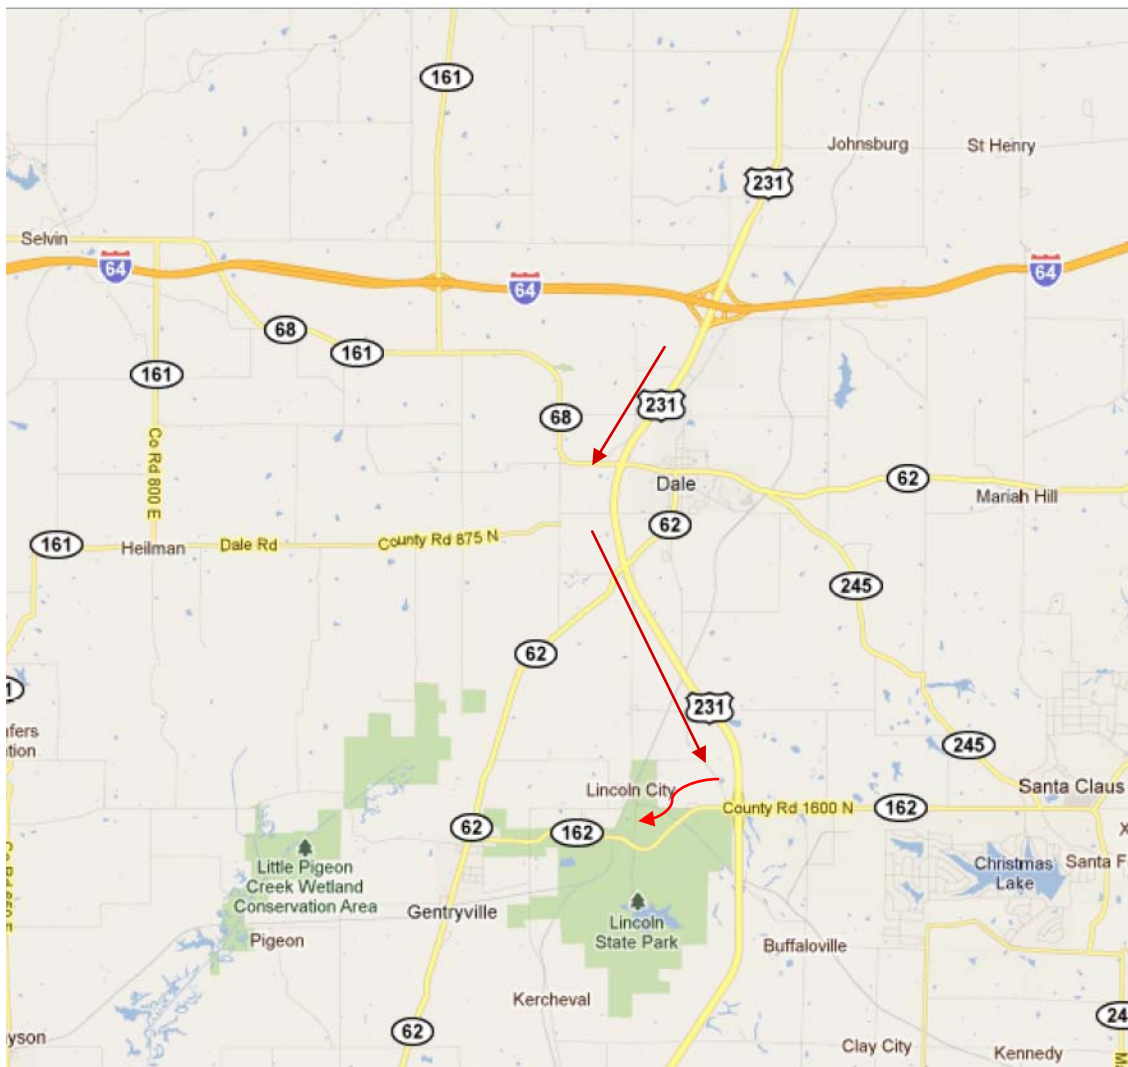 161
Johnsburg
St Henry
231
Selvin
64
64
64
68
161
161
231
68
Co Rd 800 E
Dale
62
Mariah Hill
62
161
Heilman
Dale Rd
County Rd 875 N
245
62
231
245
Lincoln City
Santa Claus
County Rd 1600 N
162
62
162
Little Pigeon
Creek Wetland
Conservation Area
Christmas
Lake
Santa F
Gentryville
Lincoln
State Park
Pigeon
Buffaloville
Kercheval
62
24
yson
Clay City
Kennedy